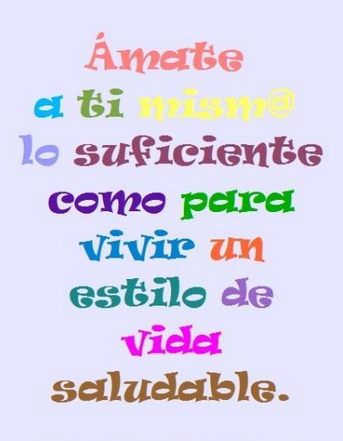 Ámate
a ti mism@
lo suficiente
como para
vivir un
estilo de
vida
saludable.